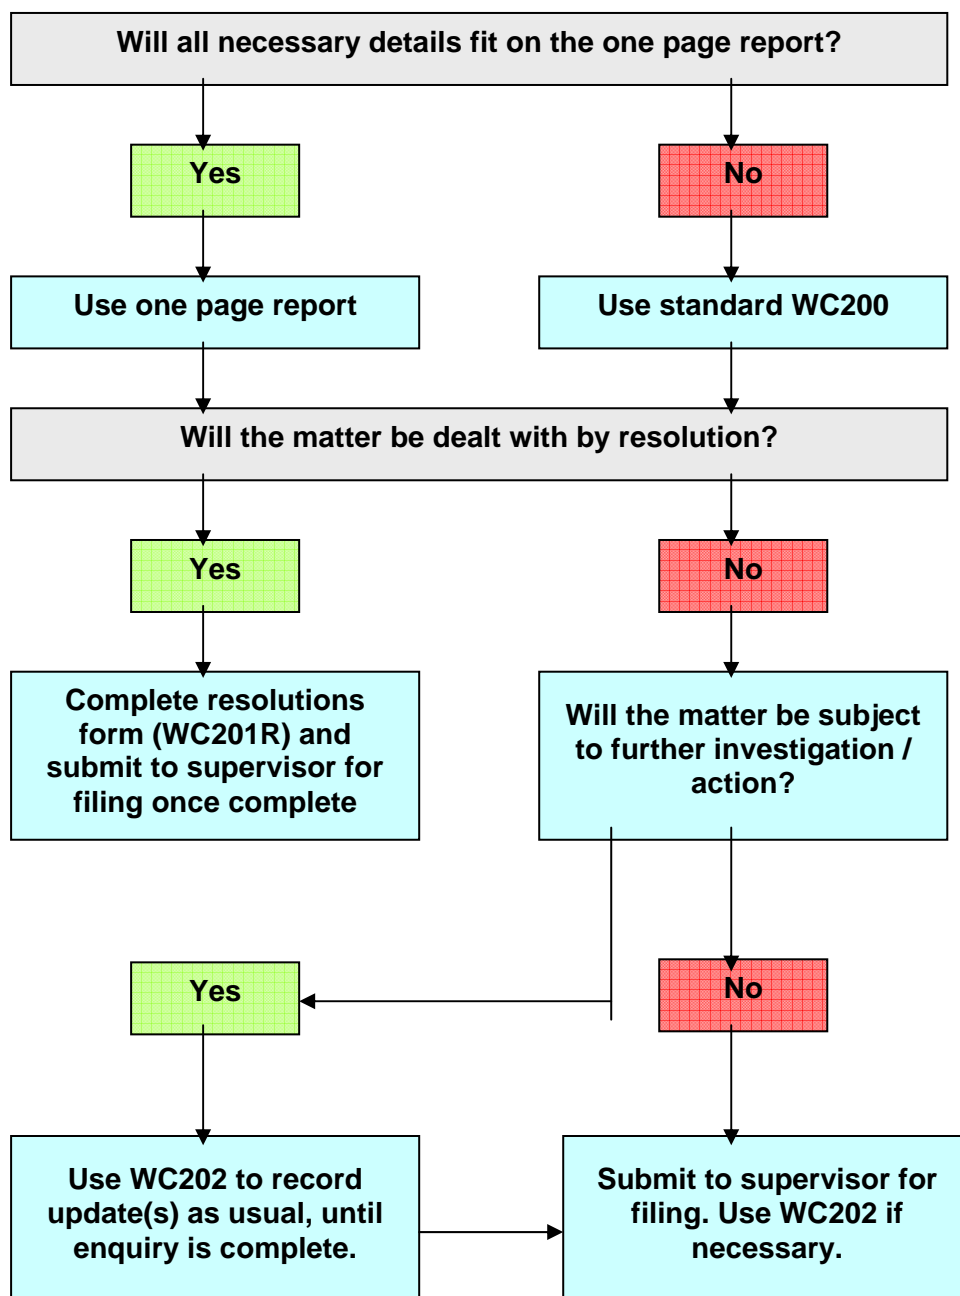 Will all necessary details fit on the one page report?
Yes
No
Use one page report
Use standard WC200
Will the matter be dealt with by resolution?
Yes
No
Complete resolutions
form (WC201R) and
submit to supervisor for
filing once complete
Will the matter be subject
to further investigation /
action?
Yes
No
Use WC202 to record
update(s) as usual, until
enquiry is complete.
Submit to supervisor for
filing. Use WC202 if
necessary.